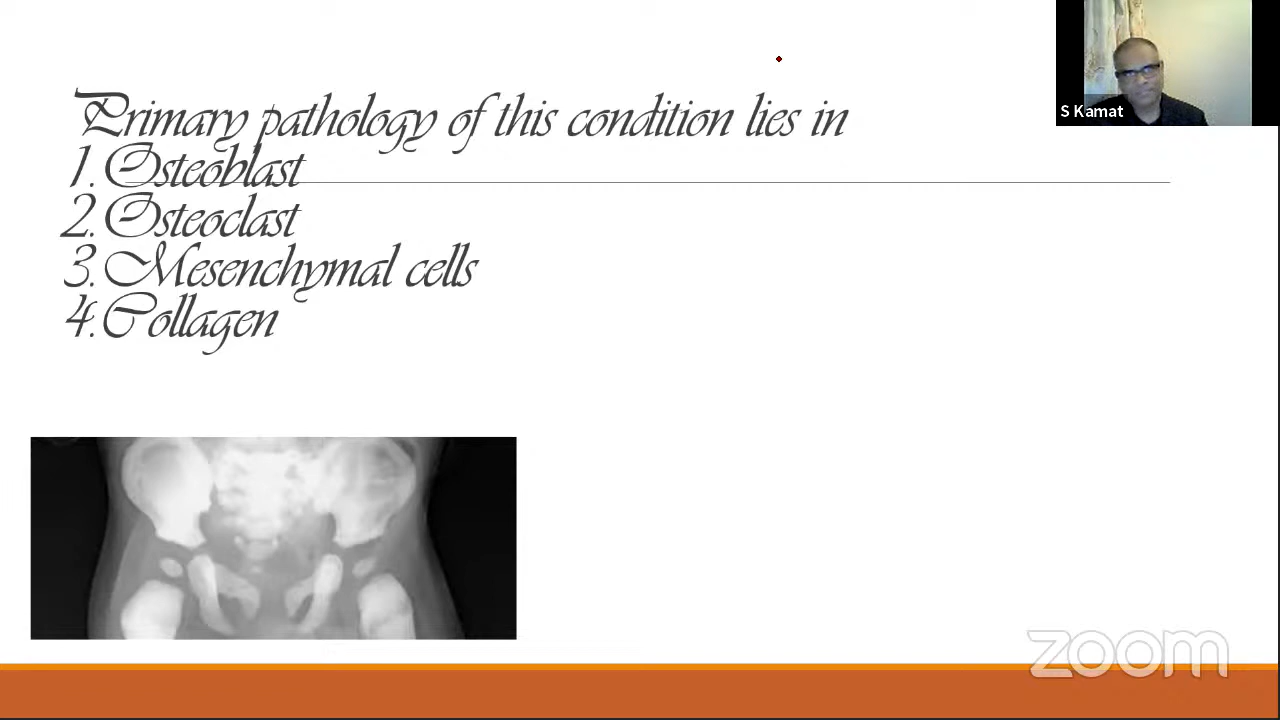 Primary pathology of this condition lies in
1. Osteoblast
2. Osteoclast
3. Mesenchymal cells
4. Collagen
S Kamat
zoom